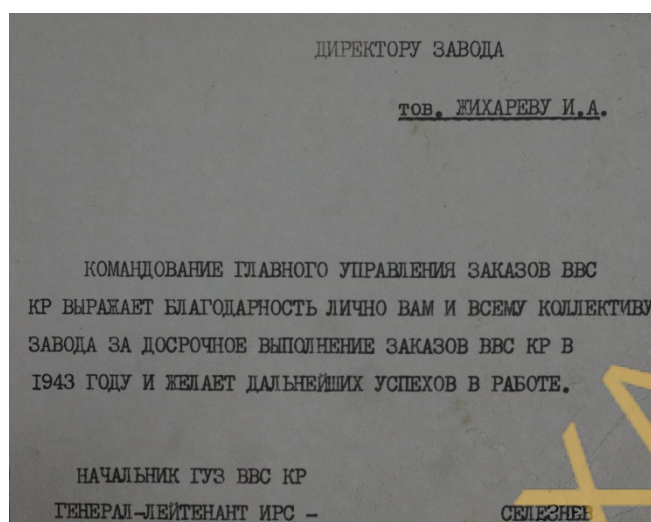 ДИРЕКТОРУ ЗАВОДА
тов. ЖИХАРЕВУ И.А.
КОМАНДОВАНИЕ ГЛАВНОГО УПРАВЛЕНИЯ ЗАКАЗОВ ВВС
КР ВЫРАЖАЕТ БЛАГОДАРНОСТЬ ЛИЧНО ВАМ И ВСЕМУ КОЛЛЕКТИВУ
ЗАВОДА ЗА ДОСРОЧНОЕ ВЫПОЛНЕНИЕ ЗАКАЗОВ ВВС КР В
1943 ГОДУ И ЖЕЛАЕТ ДАЛЬНЕЙШИХ УСПЕХОВ В РАБОТЕ.
НАЧАЛЬНИК ГУЗ ВВС КР
ГЕНЕРАЛ-ЛЕЙТЕНАНТ ИРС - СЕЛЕЗНЕВ